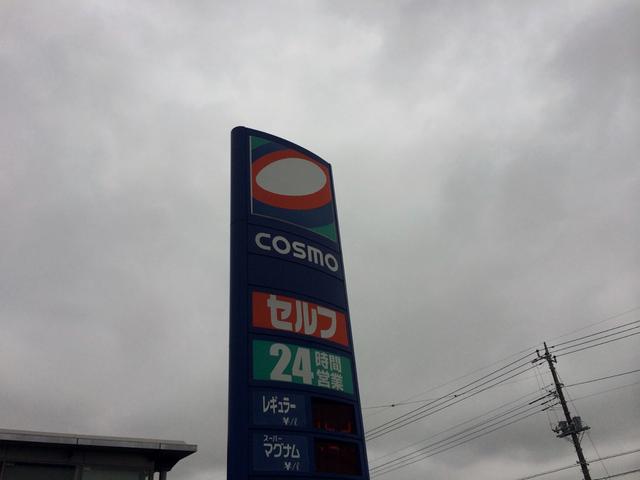 COSMO
セルフ
24時間
営業
レギュラー
¥/ℓ
スーパー
マグナム
¥/ℓ